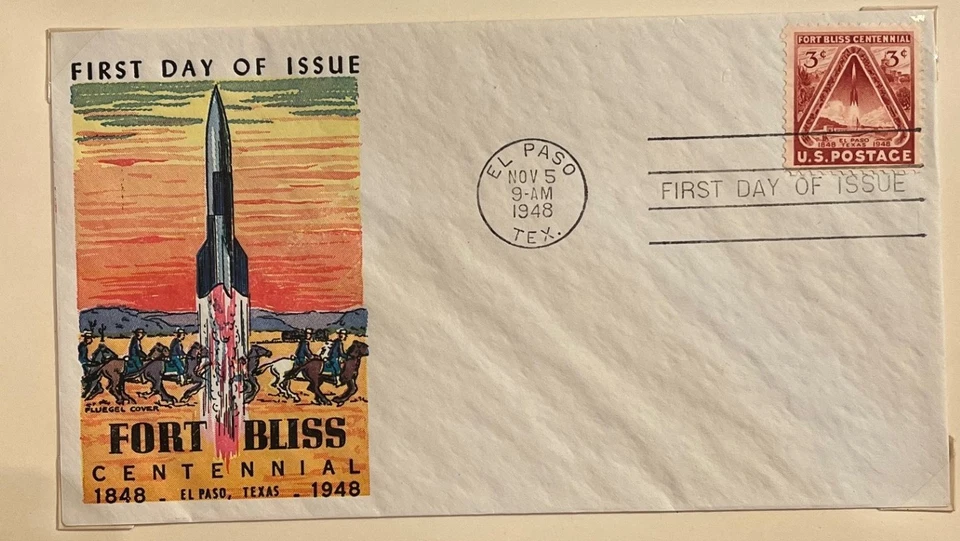 FIRST DAY OF ISSUE
FLUEGEL COVER
FORT BLISS
CENTENNIAL
1848 - EL PASO, TEXAS - 1948
EL PASO
NOV 5
9-AM
1948
TEX.
FORT BLISS CENTENNIAL
3¢ 3¢
EL PASO
1848 TEXAS 1948
U.S. POSTAGE
FIRST DAY OF ISSUE